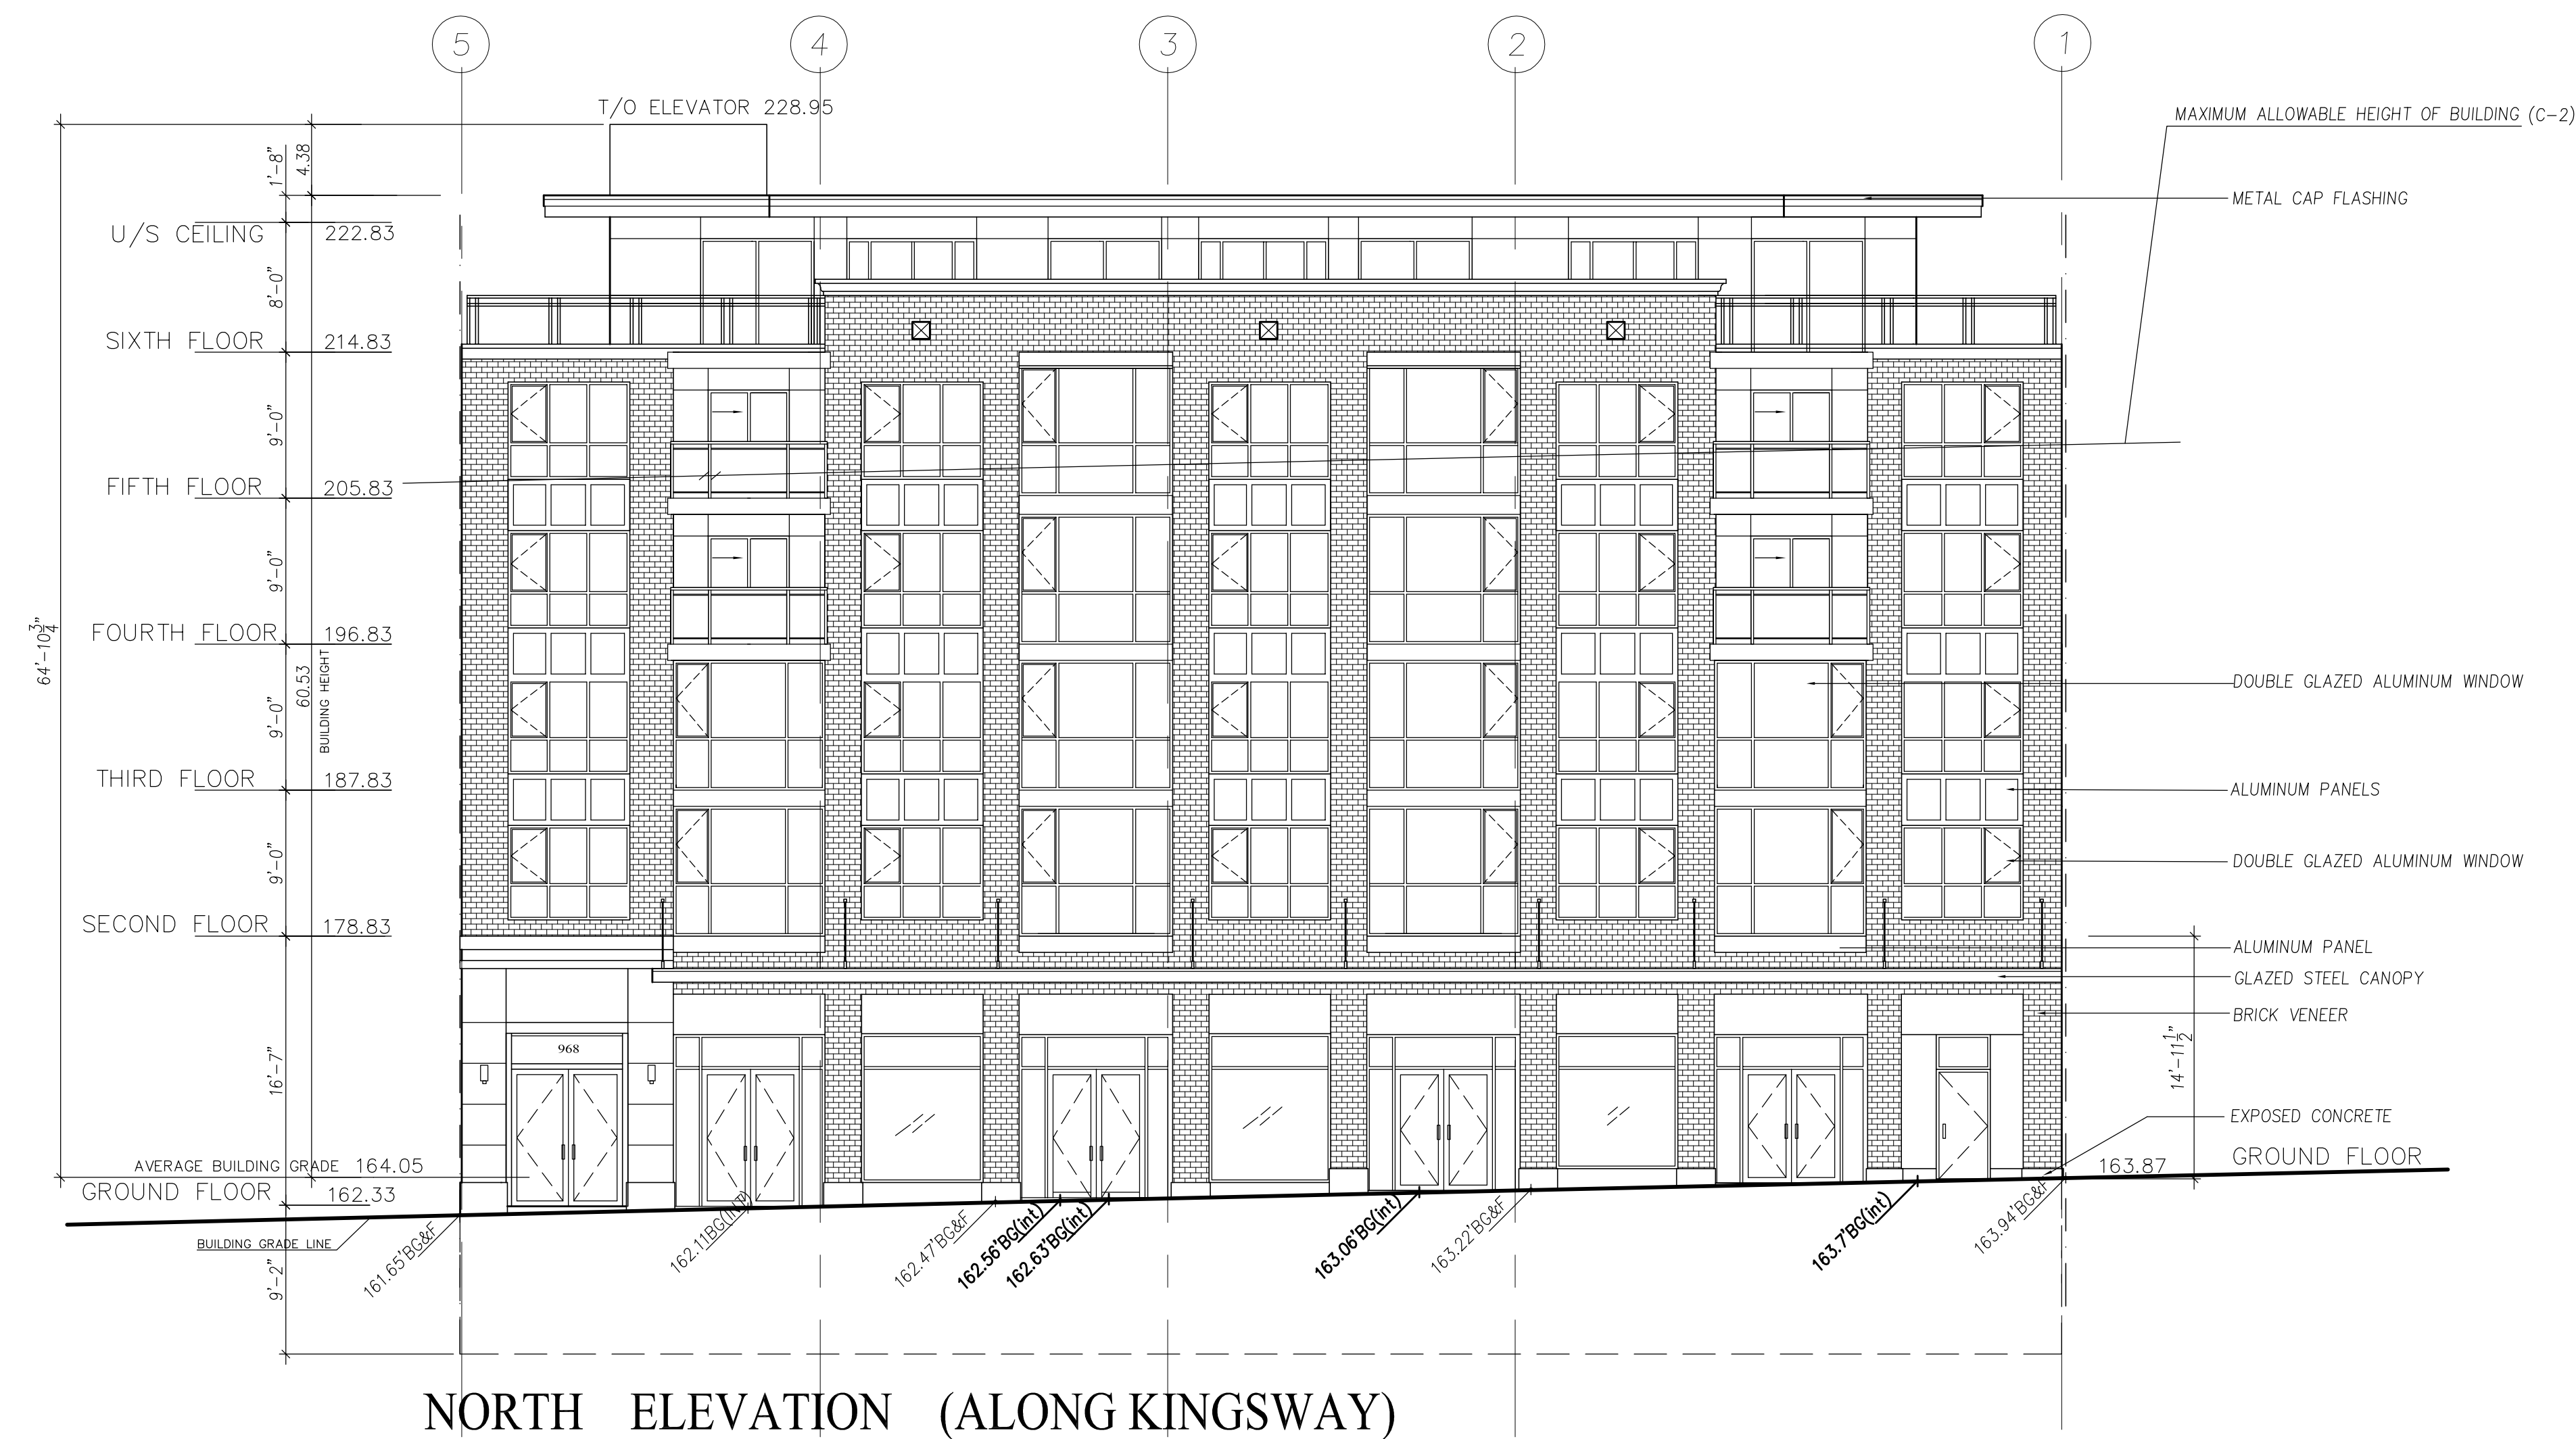 5 4 3 2 1
T/O ELEVATOR 228.95
MAXIMUM ALLOWABLE HEIGHT OF BUILDING (C-2)
1'-8"
4.38
METAL CAP FLASHING
U/S CEILING 222.83
8'-0"
SIXTH FLOOR 214.83
9'-0"
FIFTH FLOOR 205.83
9'-0"
FOURTH FLOOR 196.83
64'-10 3/4"
60.53
BUILDING HEIGHT
9'-0"
DOUBLE GLAZED ALUMINUM WINDOW
THIRD FLOOR 187.83
ALUMINUM PANELS
9'-0"
DOUBLE GLAZED ALUMINUM WINDOW
SECOND FLOOR 178.83
ALUMINUM PANEL
GLAZED STEEL CANOPY
BRICK VENEER
968
16'-7"
14'-11 1/2"
EXPOSED CONCRETE
AVERAGE BUILDING GRADE 164.05
163.87 GROUND FLOOR
GROUND FLOOR 162.33
BUILDING GRADE LINE
9'-2"
161.65'BG&F
162.11BG(INT)
162.47'BG&F
162.56'BG(int)
162.63'BG(int)
163.06'BG(int)
163.22'BG&F
163.7'BG(int)
163.94'BG&F
NORTH ELEVATION (ALONG KINGSWAY)